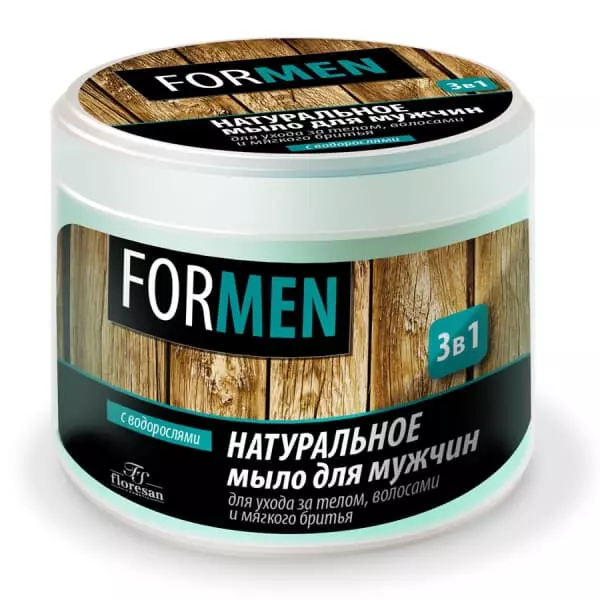 FORMEN
3в1
НАТУРАЛЬНОЕ
мыло для мужчин
для ухода за телом, волосами
и мягкого бритья
с водорослями
FORMEN
3в1
с водорослями
НАТУРАЛЬНОЕ
мыло для мужчин
для ухода за телом, волосами
и мягкого бритья
FS
floresan